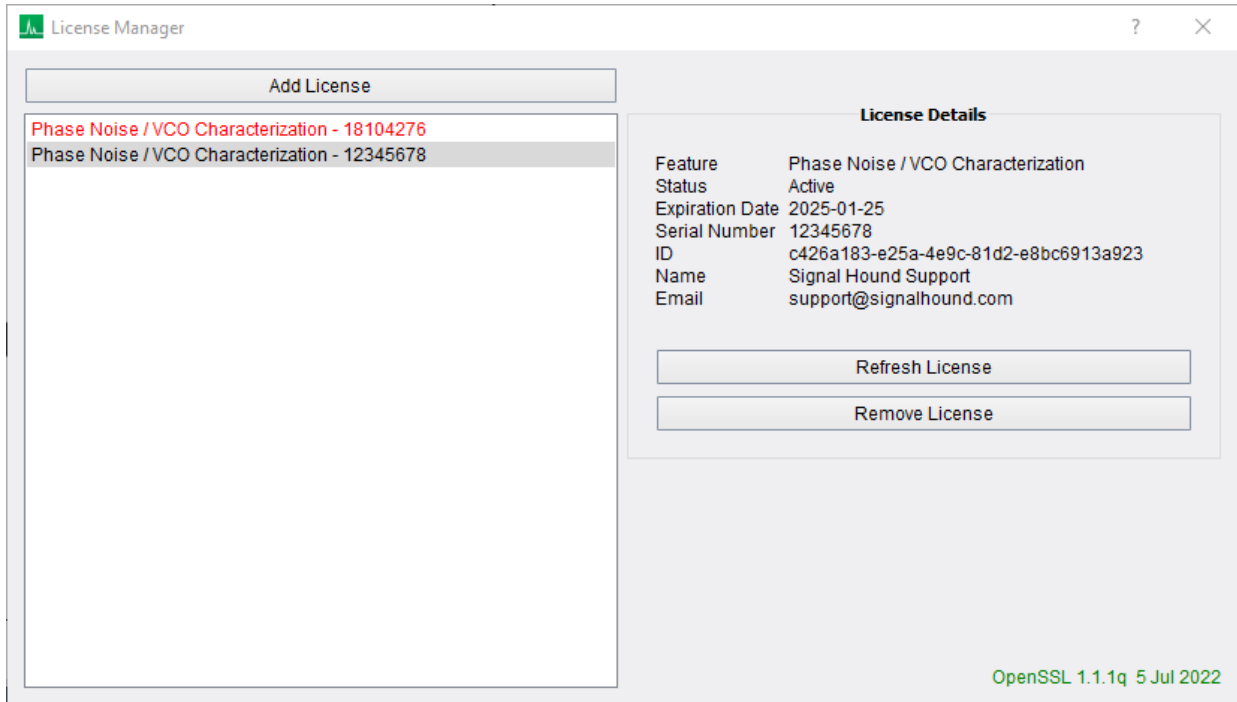 License Manager
?
Add License
Phase Noise / VCO Characterization - 18104276
Phase Noise / VCO Characterization - 12345678
License Details
Feature Phase Noise / VCO Characterization
Status Active
Expiration Date 2025-01-25
Serial Number 12345678
ID c426a183-e25a-4e9c-81d2-e8bc6913a923
Name Signal Hound Support
Email support@signalhound.com
Refresh License
Remove License
OpenSSL 1.1.1q 5 Jul 2022